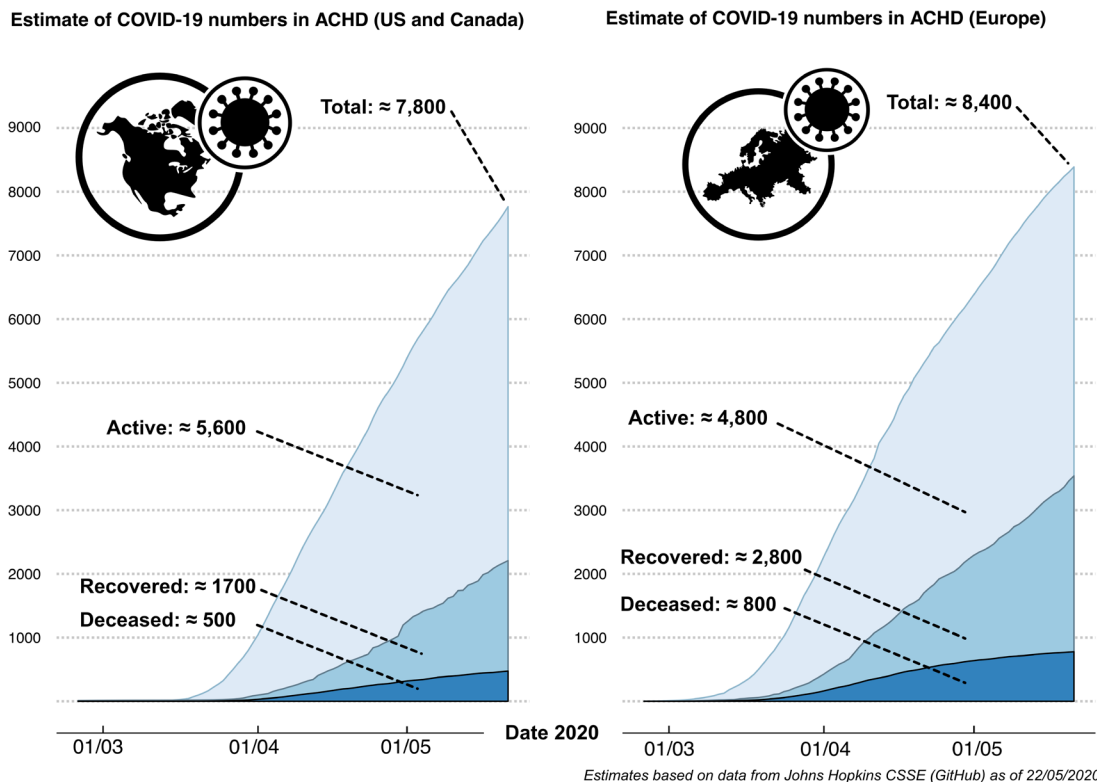 Estimate of COVID-19 numbers in ACHD (US and Canada)
Total: ≈ 7,800
9000
8000
7000
6000
5000
4000
3000
2000
1000
Active: ≈ 5,600
Recovered: ≈ 1700
Deceased: ≈ 500
01/03
01/04
01/05
Date 2020
Estimate of COVID-19 numbers in ACHD (Europe)
Total: ≈ 8,400
9000
8000
7000
6000
5000
4000
3000
2000
1000
Active: ≈ 4,800
Recovered: ≈ 2,800
Deceased: ≈ 800
01/03
01/04
01/05
Estimates based on data from Johns Hopkins CSSE (GitHub) as of 22/05/2020